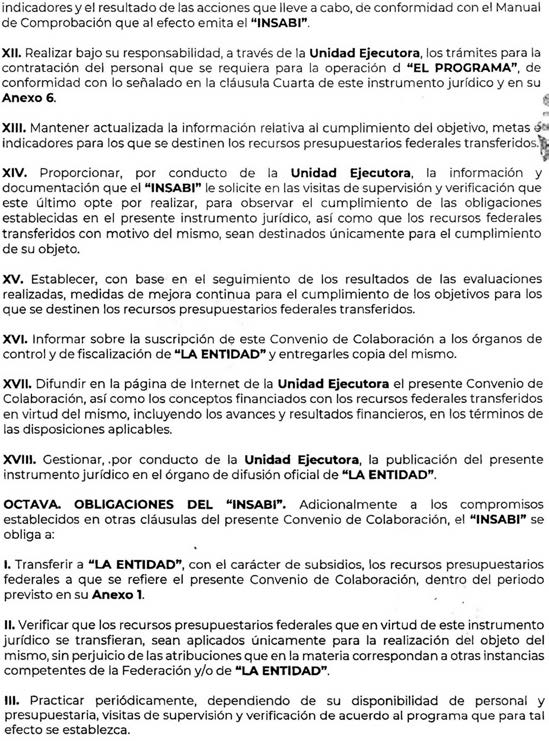 indicadores y el resultado de las acciones que lleve a cabo, de conformidad con el Manual
de Comprobación que al efecto emita el “INSABI”.
XII. Realizar bajo su responsabilidad, a través de la Unidad Ejecutora, los trámites para la
contratación del personal que se requiera para la operación d “EL PROGRAMA”, de
conformidad con lo señalado en la cláusula Cuarta de este instrumento jurídico y en su
Anexo 6.
XIII. Mantener actualizada la información relativa al cumplimiento del objetivo, metas e
indicadores para los que se destinen los recursos presupuestarios federales transferidos.
XIV. Proporcionar, por conducto de la Unidad Ejecutora, la información y
documentación que el “INSABI” le solicite en las visitas de supervisión y verificación que
este último opte por realizar, para observar el cumplimiento de las obligaciones
establecidas en el presente instrumento jurídico, así como que los recursos federales
transferidos con motivo del mismo, sean destinados únicamente para el cumplimiento
de su objeto.
XV. Establecer, con base en el seguimiento de los resultados de las evaluaciones
realizadas, medidas de mejora continua para el cumplimiento de los objetivos para los
que se destinen los recursos presupuestarios federales transferidos.
XVI. Informar sobre la suscripción de este Convenio de Colaboración a los órganos de
control y de fiscalización de “LA ENTIDAD” y entregarles copia del mismo.
XVII. Difundir en la página de Internet de la Unidad Ejecutora el presente Convenio de
Colaboración, así como los conceptos financiados con los recursos federales transferidos
en virtud del mismo, incluyendo los avances y resultados financieros, en los términos de
las disposiciones aplicables.
XVIII. Gestionar, .por conducto de la Unidad Ejecutora, la publicación del presente
instrumento jurídico en el órgano de difusión oficial de “LA ENTIDAD”.
OCTAVA. OBLIGACIONES DEL “INSABI”. Adicionalmente a los compromisos
establecidos en otras cláusulas del presente Convenio de Colaboración, el “INSABI” se
obliga a:
I. Transferir a “LA ENTIDAD”, con el carácter de subsidios, los recursos presupuestarios
federales a que se refiere el presente Convenio de Colaboración, dentro del periodo
previsto en su Anexo 1.
II. Verificar que los recursos presupuestarios federales que en virtud de este instrumento
jurídico se transfieran, sean aplicados únicamente para la realización del objeto del
mismo, sin perjuicio de las atribuciones que en la materia correspondan a otras instancias
competentes de la Federación y/o de “LA ENTIDAD”.
III. Practicar periódicamente, dependiendo de su disponibilidad de personal y
presupuestaria, visitas de supervisión y verificación de acuerdo al programa que para tal
efecto se establezca.